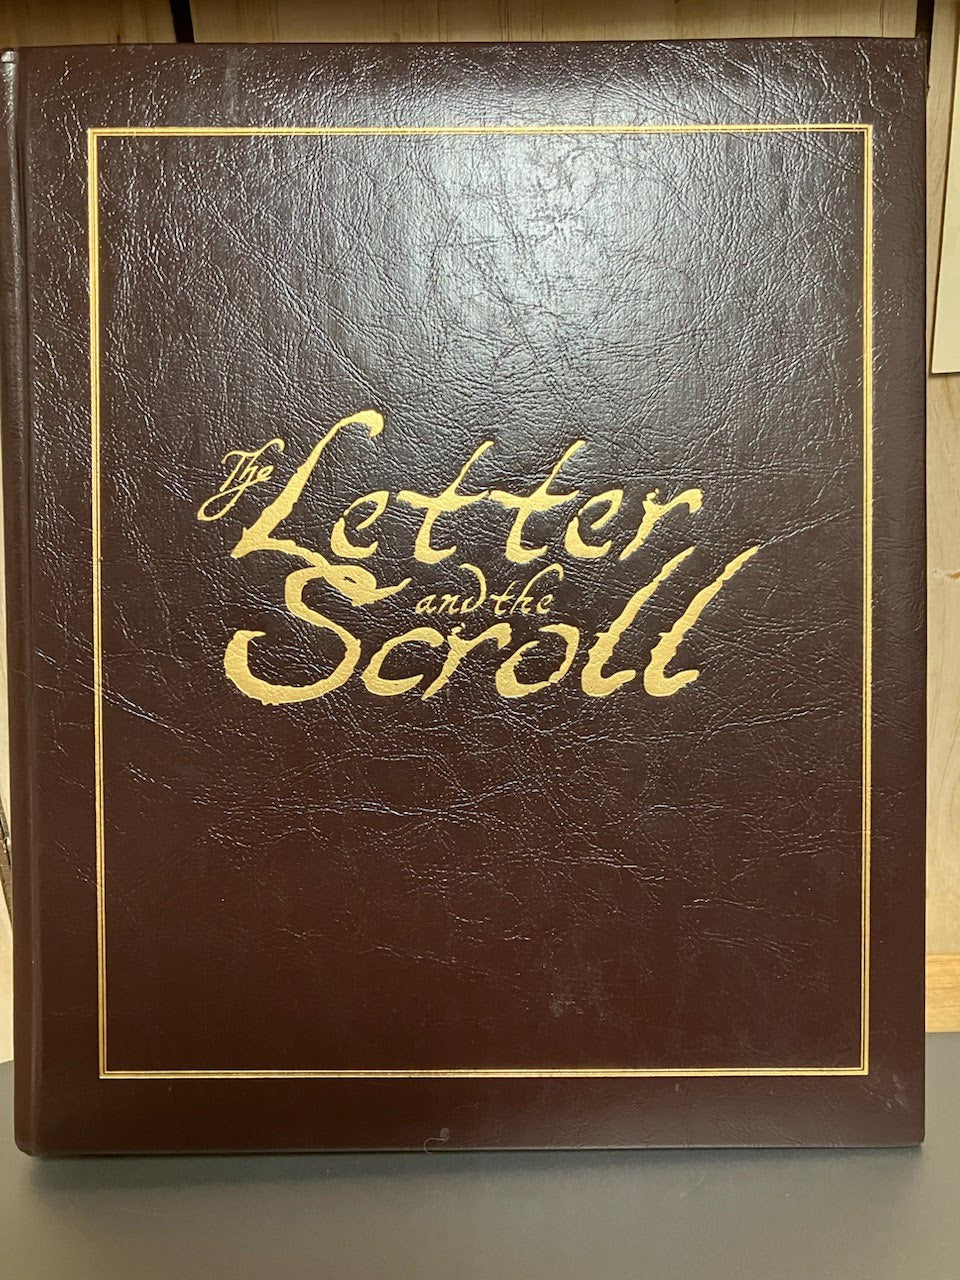 The Letter
and the
Scroll